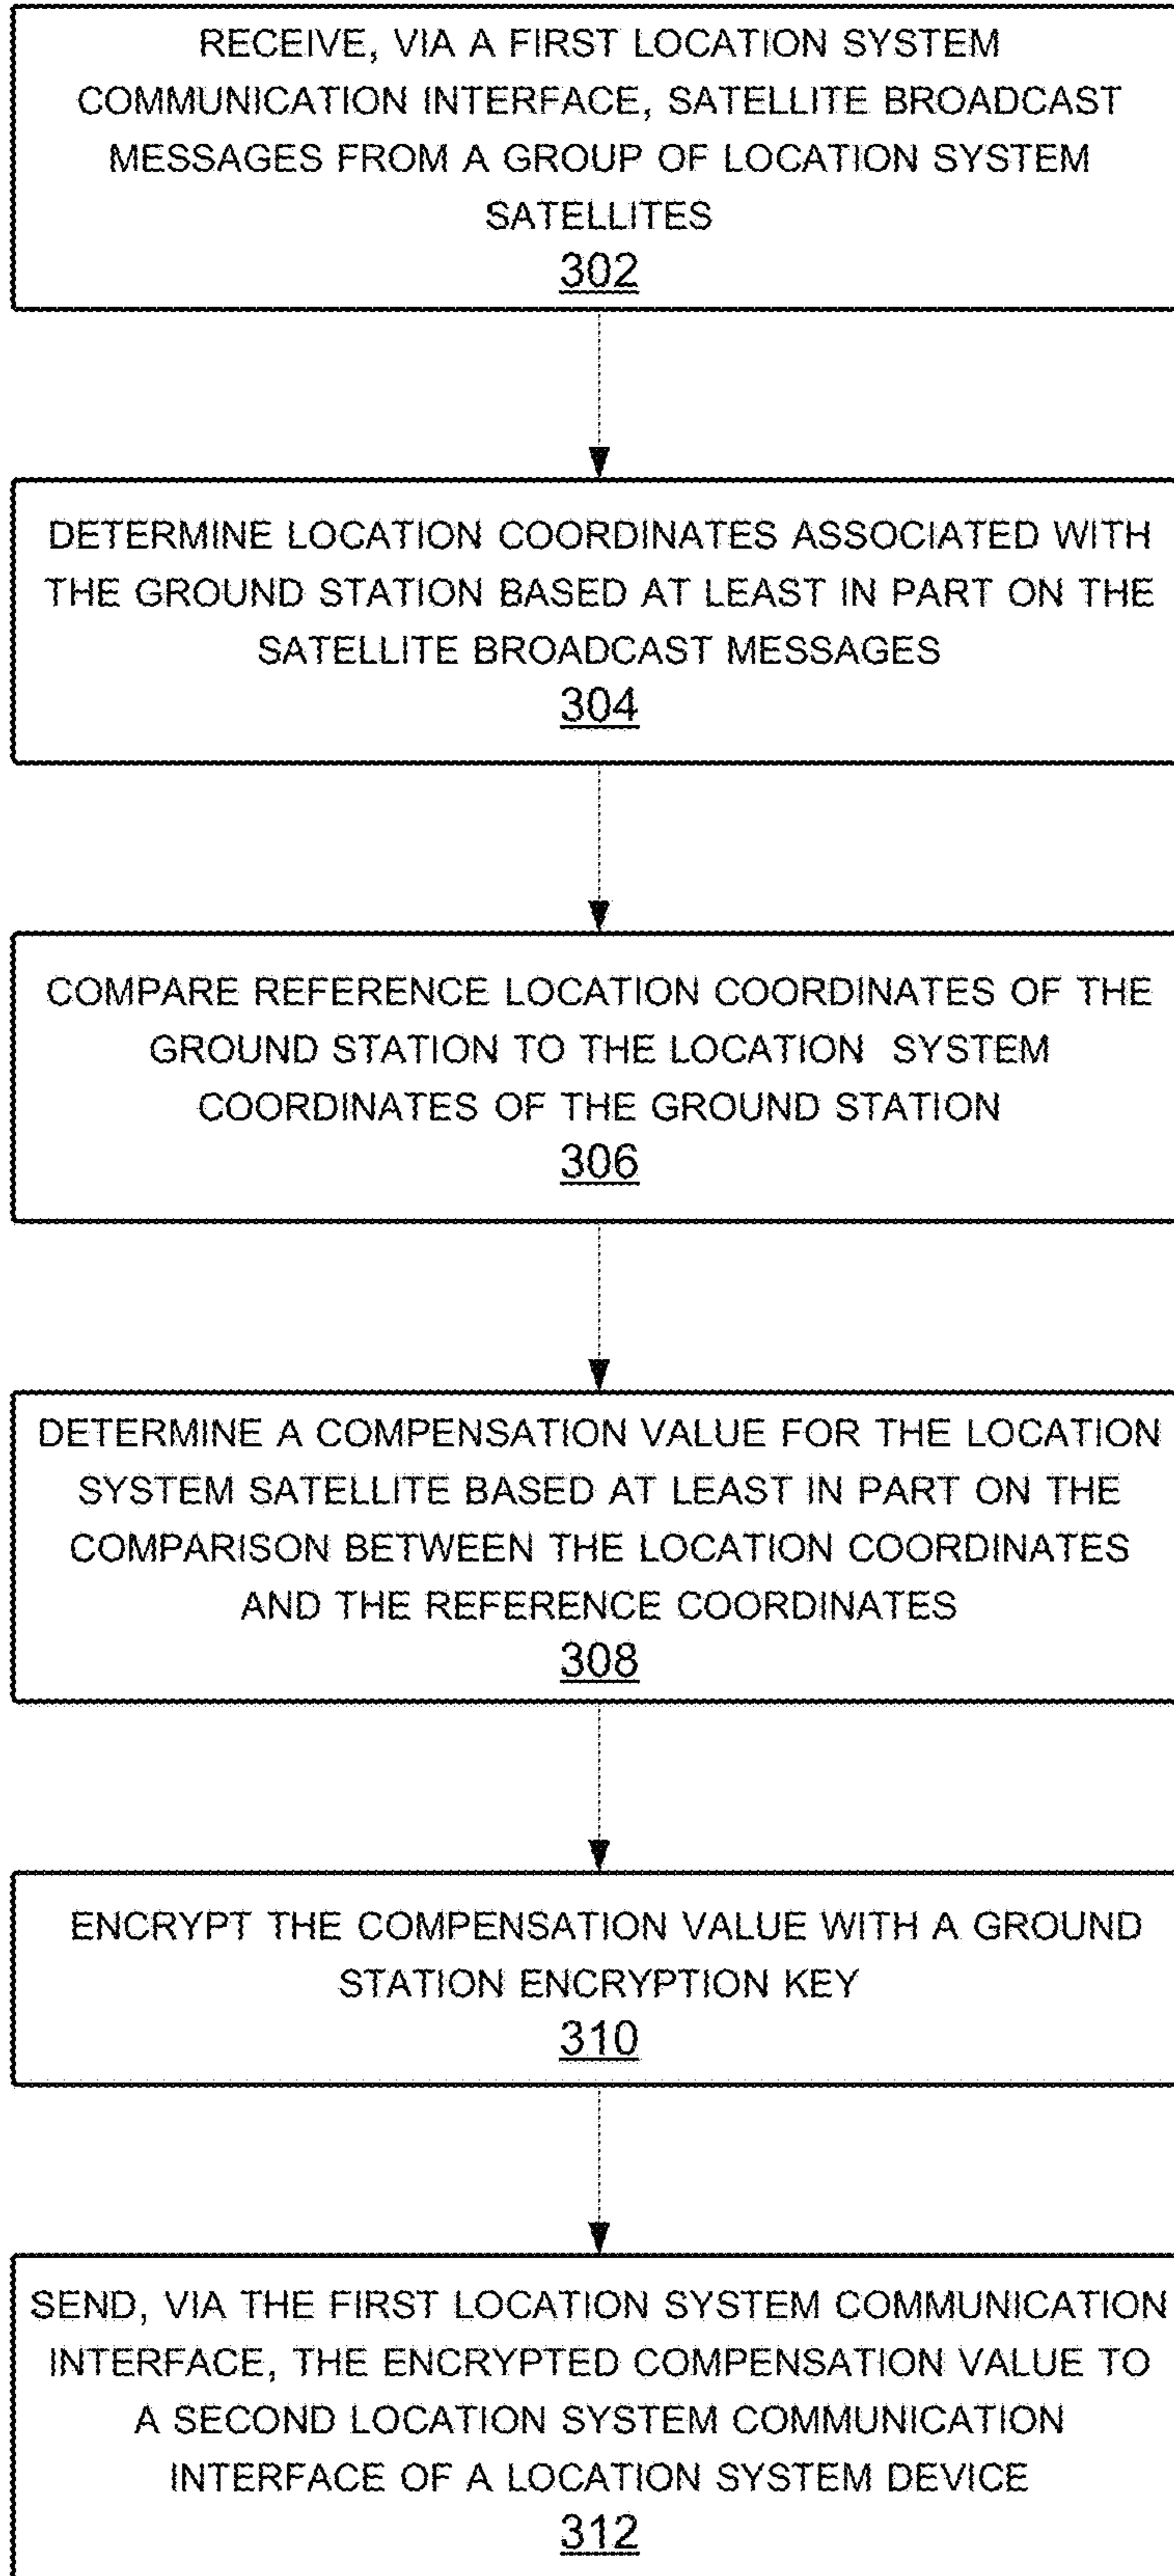 RECEIVE, VIA A FIRST LOCATION SYSTEM
COMMUNICATION INTERFACE, SATELLITE BROADCAST
MESSAGES FROM A GROUP OF LOCATION SYSTEM
SATELLITES
302
DETERMINE LOCATION COORDINATES ASSOCIATED WITH
THE GROUND STATION BASED AT LEAST IN PART ON THE
SATELLITE BROADCAST MESSAGES
304
COMPARE REFERENCE LOCATION COORDINATES OF THE
GROUND STATION TO THE LOCATION SYSTEM
COORDINATES OF THE GROUND STATION
306
DETERMINE A COMPENSATION VALUE FOR THE LOCATION
SYSTEM SATELLITE BASED AT LEAST IN PART ON THE
COMPARISON BETWEEN THE LOCATION COORDINATES
AND THE REFERENCE COORDINATES
308
ENCRYPT THE COMPENSATION VALUE WITH A GROUND
STATION ENCRYPTION KEY
310
SEND, VIA THE FIRST LOCATION SYSTEM COMMUNICATION
INTERFACE, THE ENCRYPTED COMPENSATION VALUE TO
A SECOND LOCATION SYSTEM COMMUNICATION
INTERFACE OF A LOCATION SYSTEM DEVICE
312